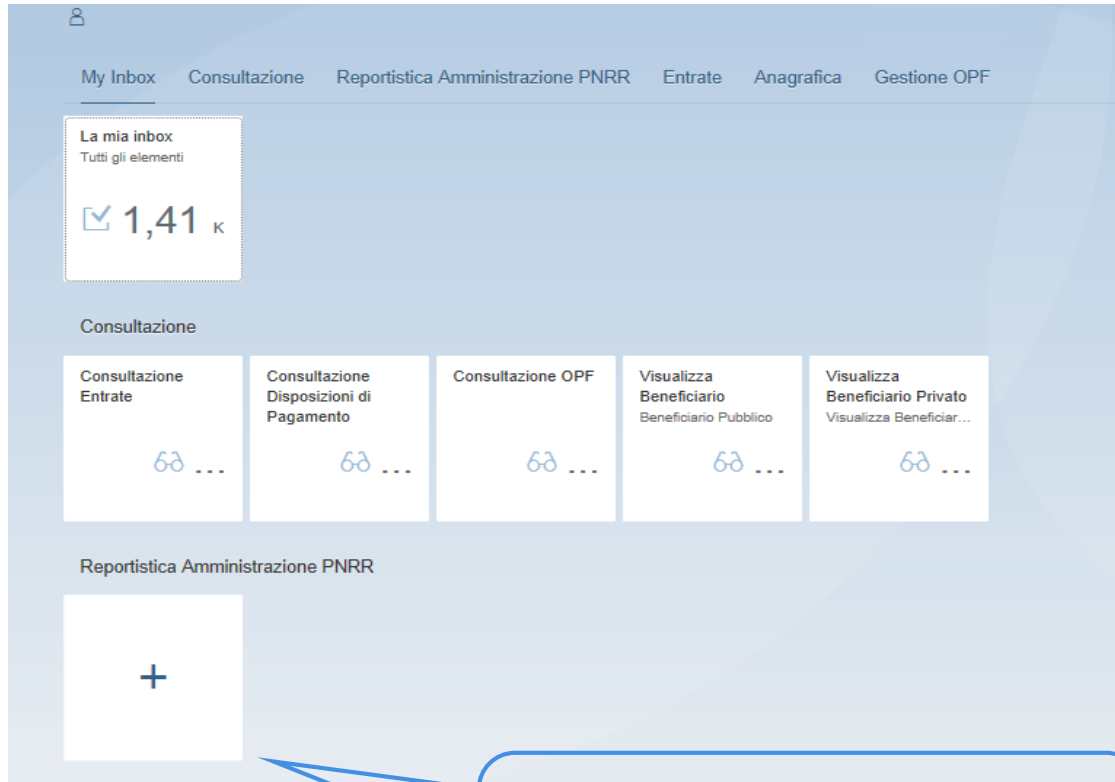 My Inbox Consultazione Reportistica Amministrazione PNRR Entrate Anagrafica Gestione OPF
La mia inbox
Tutti gli elementi
1,41 K
Consultazione
Consultazione
Entrate
...
Consultazione
Disposizioni di
Pagamento
...
Consultazione OPF
...
Visualizza
Beneficiario
Beneficiario Pubblico
...
Visualizza
Beneficiario Privato
Visualizza Beneficiar...
...
Reportistica Amministrazione PNRR
+